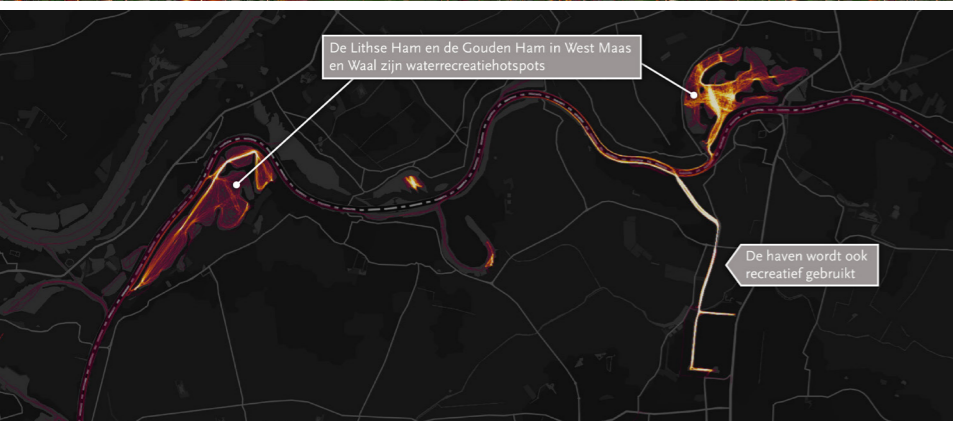 De Lithse Ham en de Gouden Ham in West Maas
en Waal zijn waterrecreatiehotspots
De haven wordt ook
recreatief gebruikt